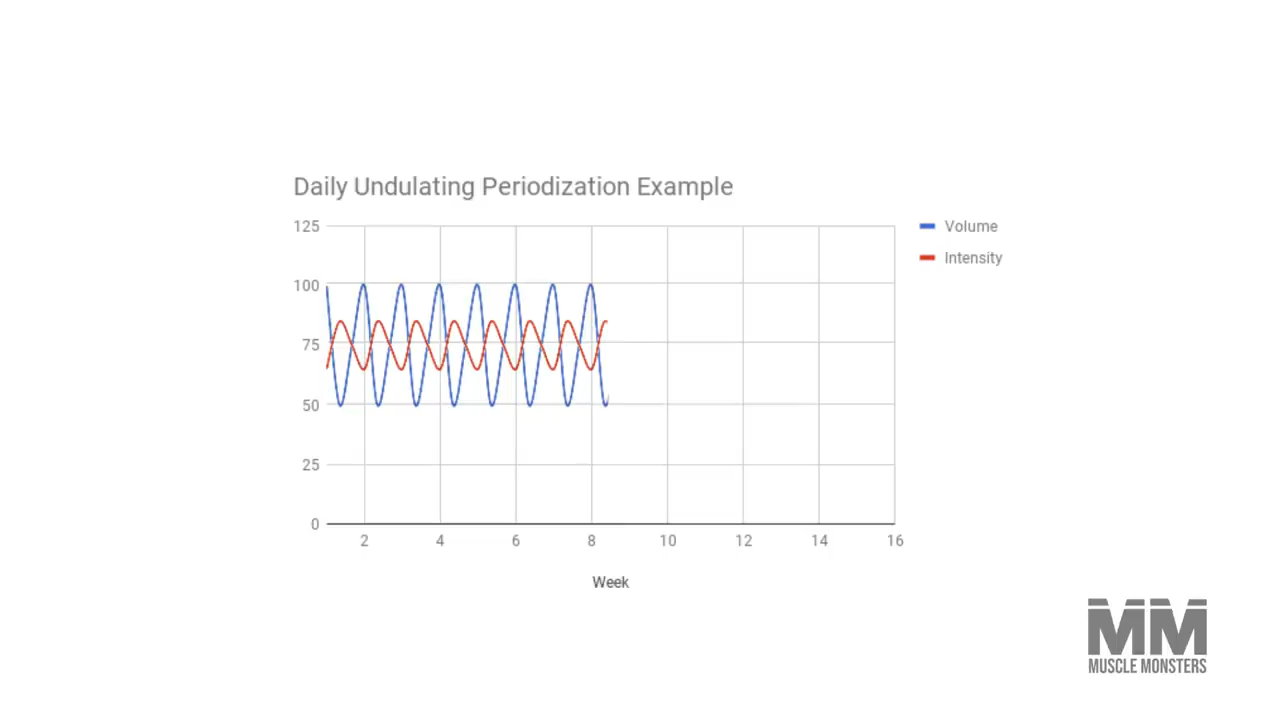 Daily Undulating Periodization Example
125
100
75
50
25
0
2 4 6 8 10 12 14 16
Week
Volume
Intensity
MM
MUSCLE MONSTERS